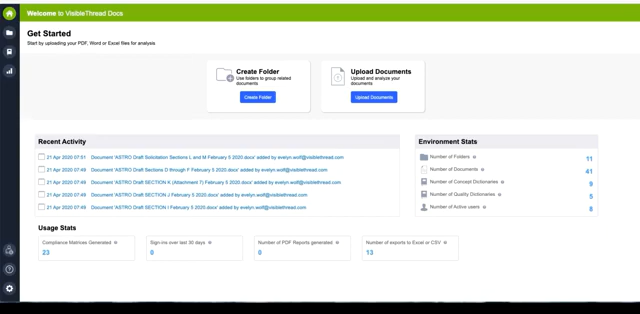 Welcome to VisibleThread Docs
Get Started
Start by uploading your PDF, Word or Excel files for analysis
Create Folder
Use folders to group related
documents
Create Folder
Upload Documents
Upload and analyze your
documents
Upload Documents
Recent Activity
21 Apr 2020 07:51 Document 'ASTRO Draft Solicitation Sections L and M February 5 2020.docx' added by evelyn.wolf@visiblethread.com
21 Apr 2020 07:49 Document 'ASTRO Draft Sections D through F February 5 2020.docx' added by evelyn.wolf@visiblethread.com
21 Apr 2020 07:49 Document 'ASTRO Draft SECTION K (Attachment 7) February 5 2020.docx' added by evelyn.wolf@visiblethread.com
21 Apr 2020 07:49 Document 'ASTRO Draft SECTION J February 5 2020.docx' added by evelyn.wolf@visiblethread.com
21 Apr 2020 07:49 Document 'ASTRO Draft SECTION I February 5 2020.docx' added by evelyn.wolf@visiblethread.com
Environment Stats
Number of Folders 11
Number of Documents 41
Number of Concept Dictionaries 9
Number of Quality Dictionaries 5
Number of Active users 8
Usage Stats
Compliance Matrices Generated
23
Sign-ins over last 30 days
0
Number of PDF Reports generated
0
Number of exports to Excel or CSV
13